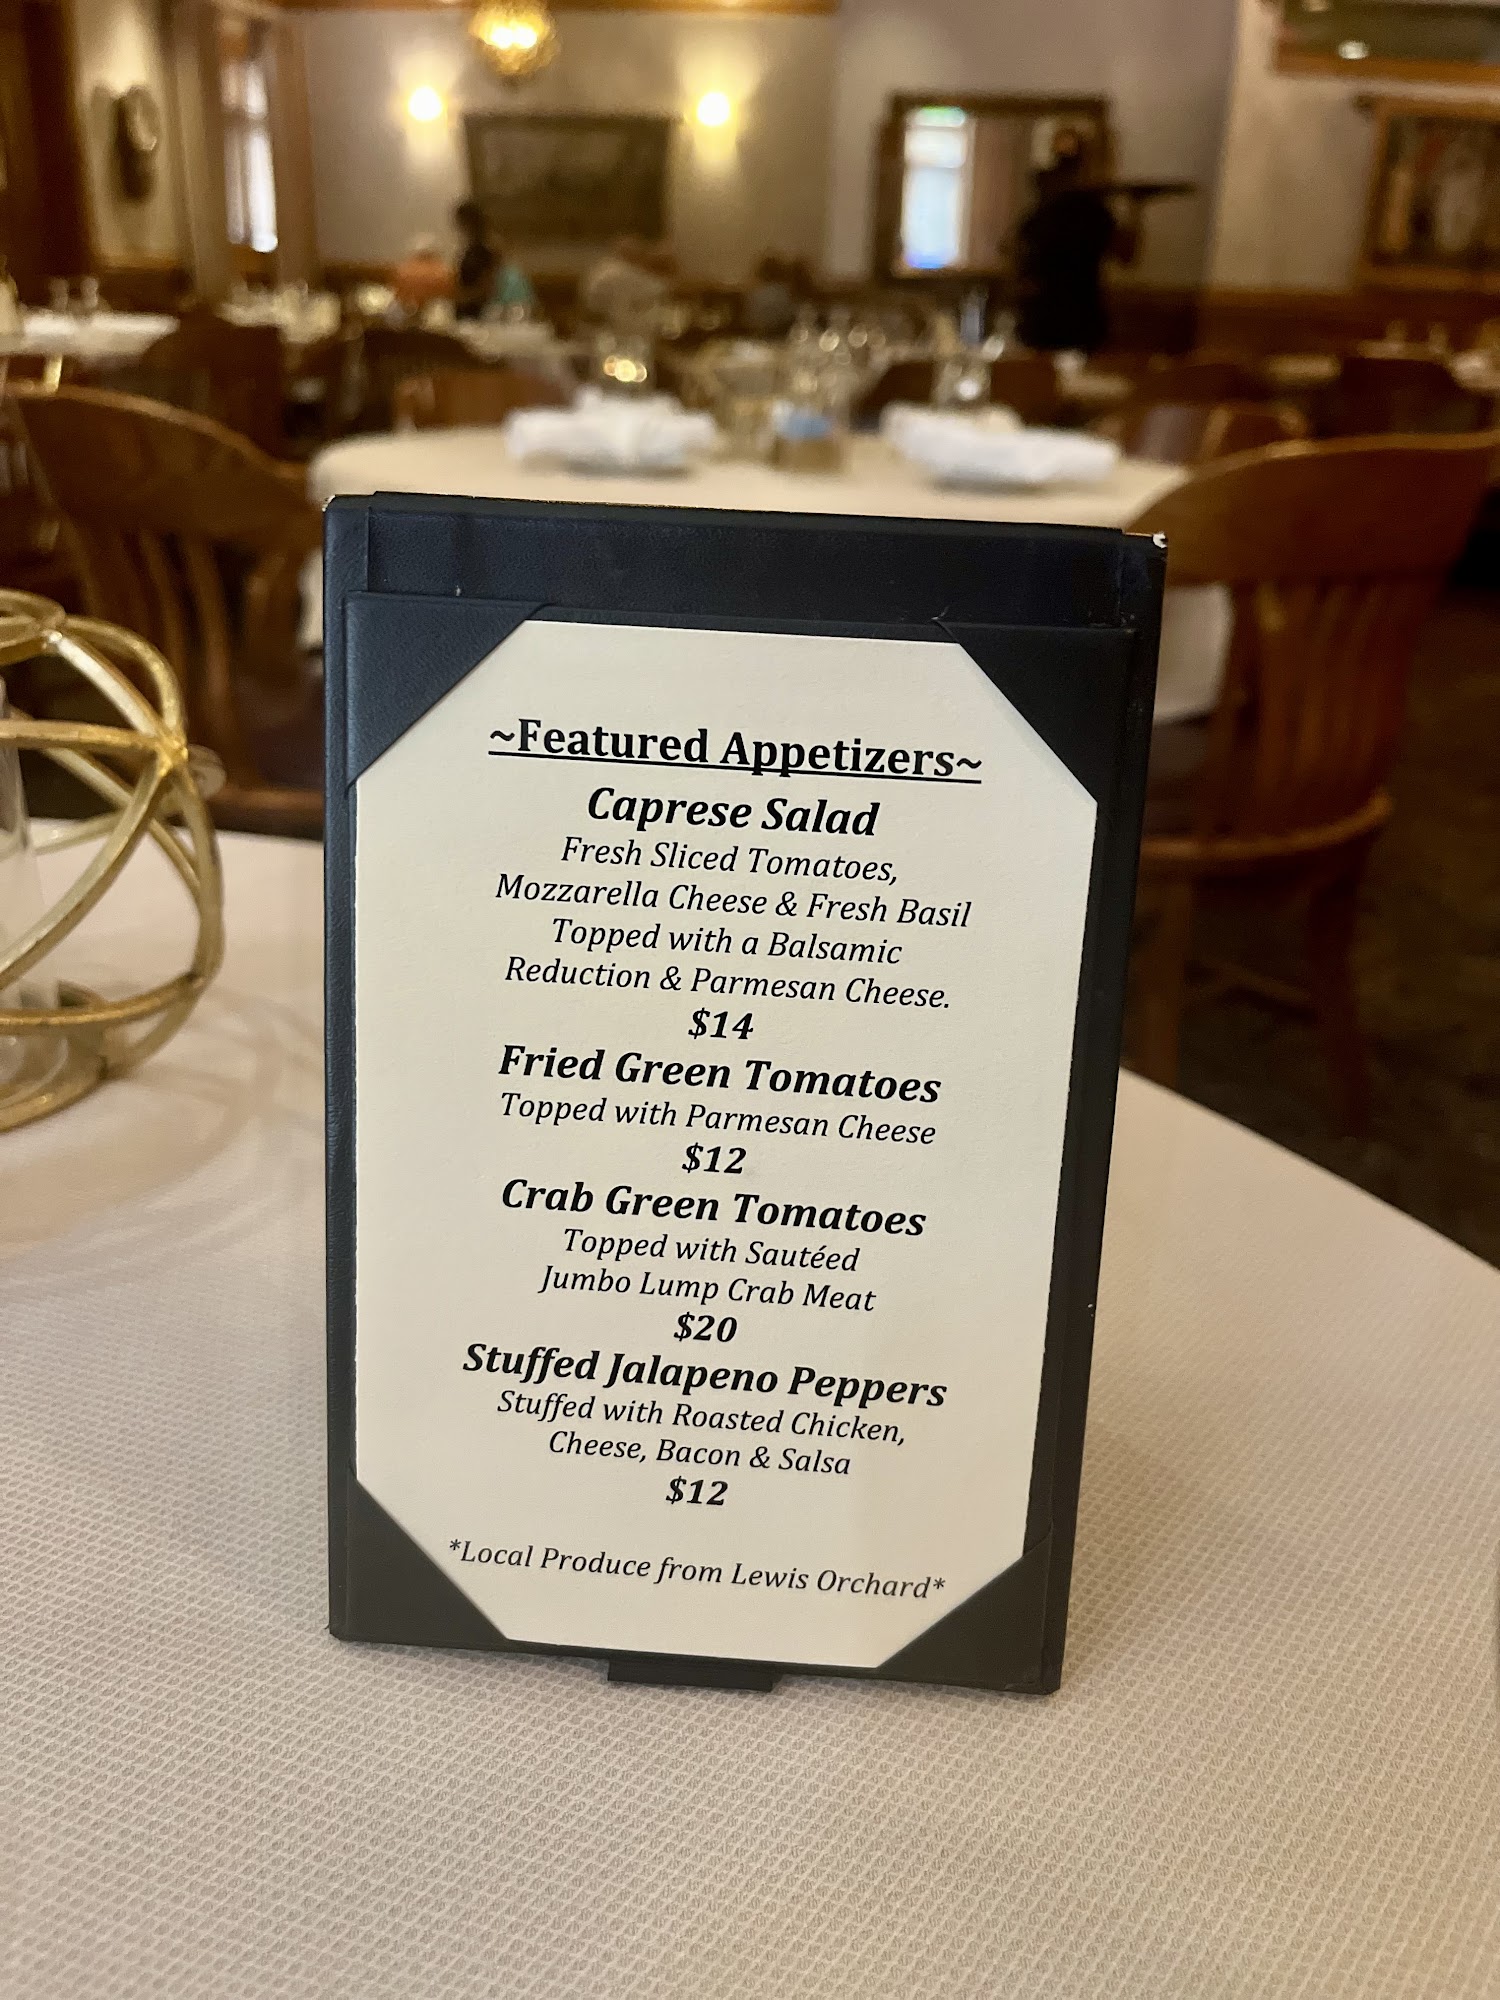 ~Featured Appetizers~
Caprese Salad
Fresh Sliced Tomatoes,
Mozzarella Cheese & Fresh Basil
Topped with a Balsamic
Reduction & Parmesan Cheese.
$14
Fried Green Tomatoes
Topped with Parmesan Cheese
$12
Crab Green Tomatoes
Topped with Sautéed
Jumbo Lump Crab Meat
$20
Stuffed Jalapeno Peppers
Stuffed with Roasted Chicken,
Cheese, Bacon & Salsa
$12
*Local Produce from Lewis Orchard*